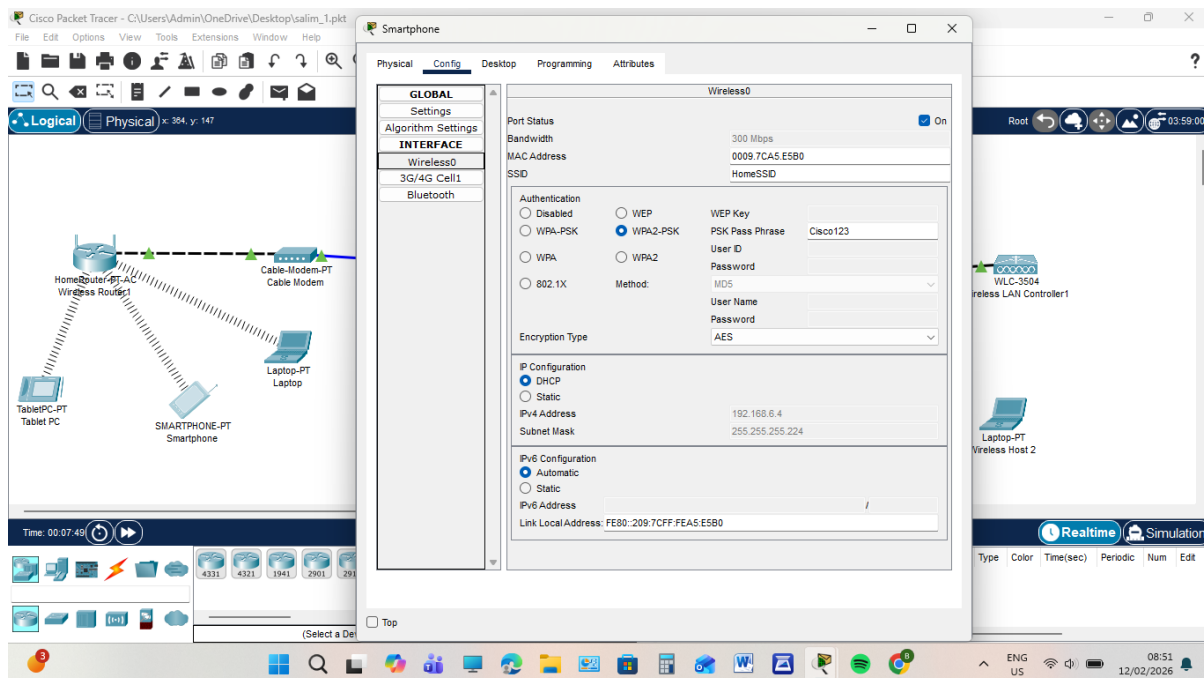 Cisco Packet Tracer - C:\Users\Admin\OneDrive\Desktop\salim_1.pkt
File Edit Options View Tools Extensions Window Help
Logical Physical x: 364, y: 147
Root 03:59:00
HomeRouter-PT-AC
Wireless Router1
Cable-Modem-PT
Cable Modem
Laptop-PT
Laptop
TabletPC-PT
Tablet PC
SMARTPHONE-PT
Smartphone
Smartphone
Physical Config Desktop Programming Attributes
GLOBAL
Settings
Algorithm Settings
INTERFACE
Wireless0
3G/4G Cell1
Bluetooth
Wireless0
Port Status On
Bandwidth 300 Mbps
MAC Address 0009.7CA5.E5B0
SSID HomeSSID
Authentication
Disabled WEP WEP Key
WPA-PSK WPA2-PSK PSK Pass Phrase Cisco123
User ID
WPA WPA2
Password
802.1X Method: MD5
User Name
Password
Encryption Type AES
IP Configuration
DHCP
Static
IPv4 Address 192.168.6.4
Subnet Mask 255.255.255.224
IPv6 Configuration
Automatic
Static
IPv6 Address /
Link Local Address: FE80::209:7CFF:FEA5:E5B0
Top
WLC-3504
ireless LAN Controller1
Laptop-PT
Wireless Host 2
Time: 00:07:49
Realtime Simulation
4331 4321 1941 2901 291
Type Color Time(sec) Periodic Num Edit
(Select a De
3
ENG
US
08:51
12/02/2026